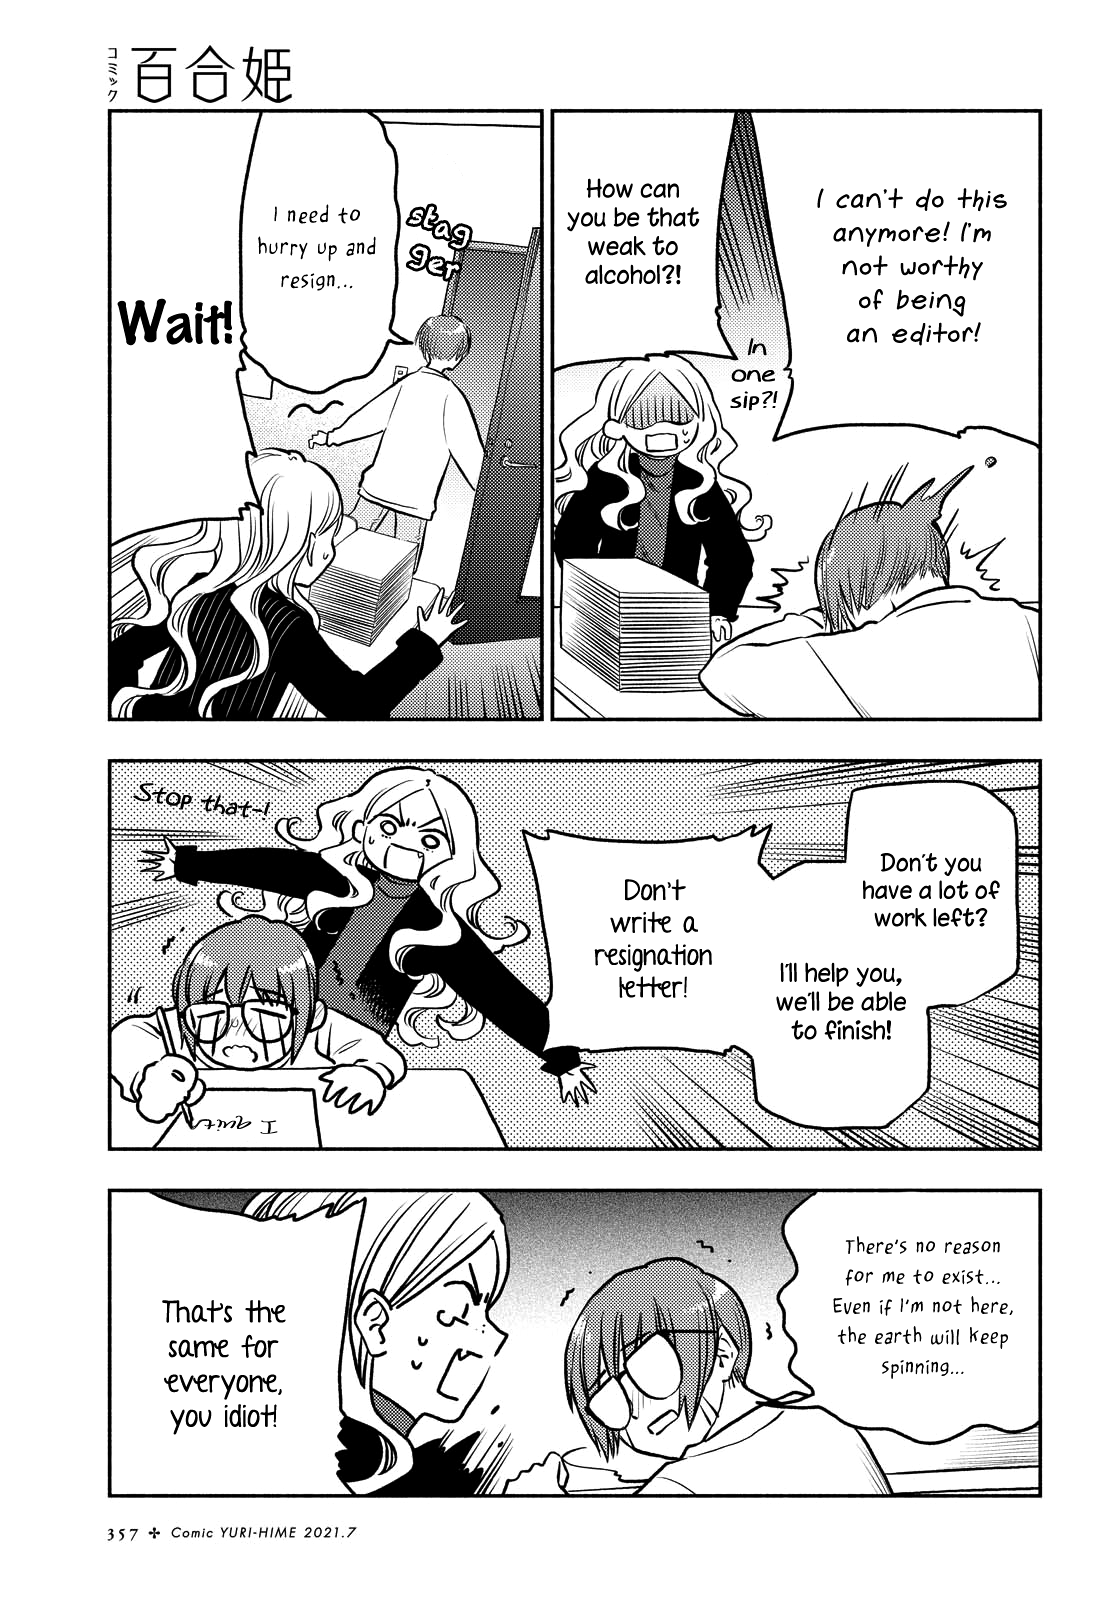 コミック 百合姫
I can't do this
anymore! I'm
not worthy
of being
an editor!
How can
you be that
weak to
alcohol?!
In
one
sip?!
I need to
hurry up and
resign...
stag
ger
Wait!
Don't you
have a lot of
work left?
I'll help you,
we'll be able
to finish!
Don't
write a
resignation
letter!
Stop that-!
I quit
There's no reason
for me to exist...
Even if I'm not here,
the earth will keep
spinning...
That's the
same for
everyone,
you idiot!
357 ✢ Comic YURI-HIME 2021.7